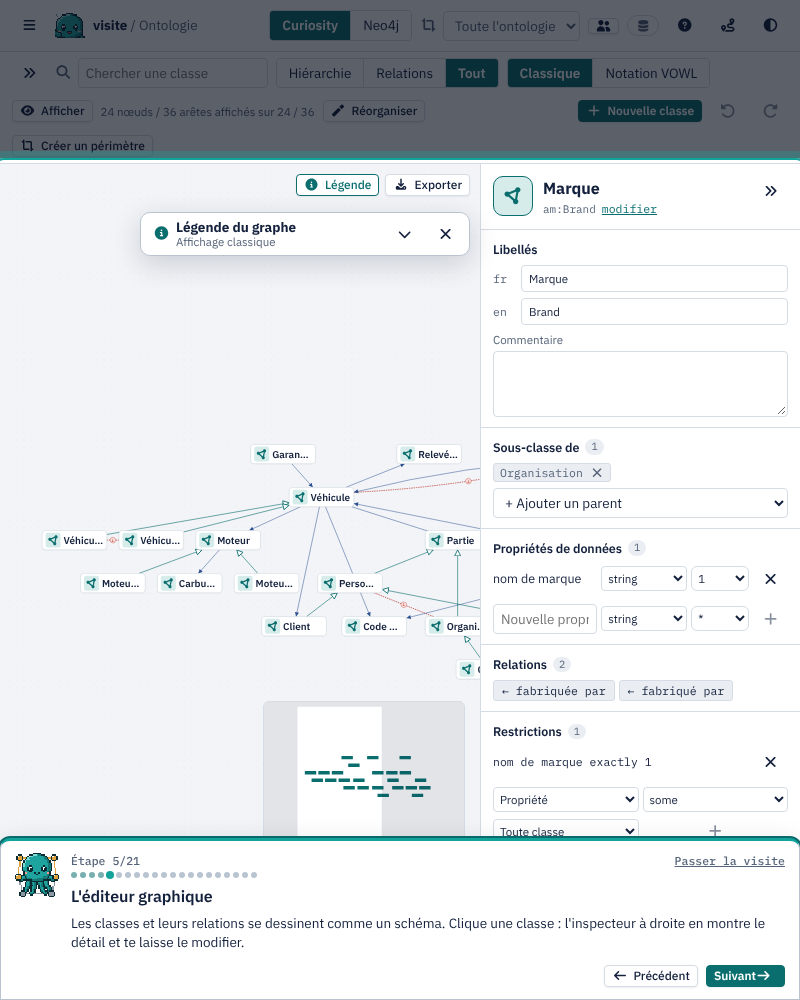 visite / Ontologie
Curiosity Neo4j Toute l'ontologie
Chercher une classe Hiérarchie Relations Tout Classique Notation VOWL
Afficher 24 nœuds / 36 arêtes affichés sur 24 / 36 Réorganiser + Nouvelle classe
Créer un périmètre
Légende Exporter
Légende du graphe
Affichage classique
Garan... Relevé...
Véhicule
Véhicu... Véhicu... Moteur Partie
Moteu... Carbu... Moteu... Perso...
Client Code ... Organi.
Marque
am:Brand modifier
Libellés
fr Marque
en Brand
Commentaire
Sous-classe de 1
Organisation ✕
+ Ajouter un parent
Propriétés de données 1
nom de marque string 1
Nouvelle propr string *
Relations 2
← fabriquée par ← fabriqué par
Restrictions 1
nom de marque exactly 1
Propriété some
Toute classe
Étape 5/21 Passer la visite
L'éditeur graphique
Les classes et leurs relations se dessinent comme un schéma. Clique une classe : l'inspecteur à droite en montre le
détail et te laisse le modifier.
← Précédent Suivant→